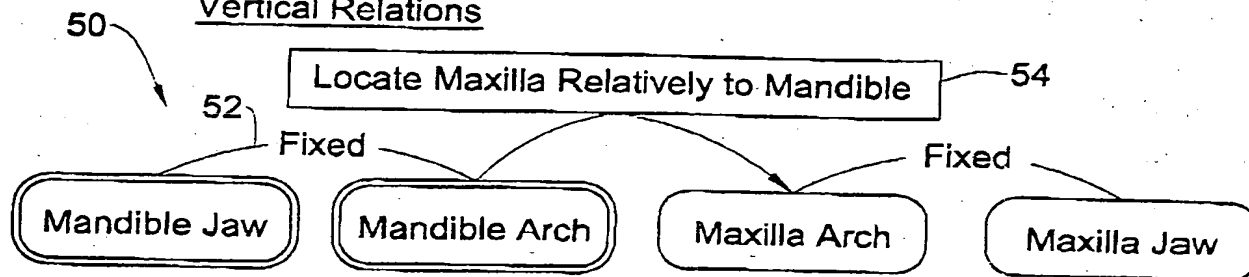 Vertical Relations
50
Locate Maxilla Relatively to Mandible
54
52
Fixed
Fixed
Mandible Jaw
Mandible Arch
Maxilla Arch
Maxilla Jaw